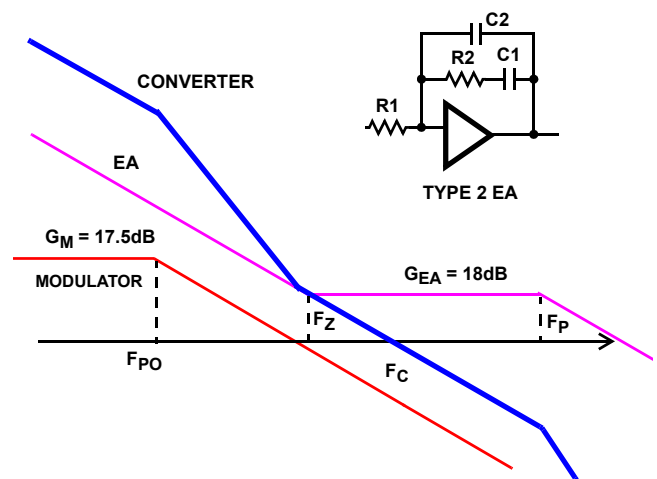 C2
CONVERTER
R2
C1
R1
EA
TYPE 2 EA
GM = 17.5dB
GEA = 18dB
MODULATOR
FZ
FP
FPO
FC